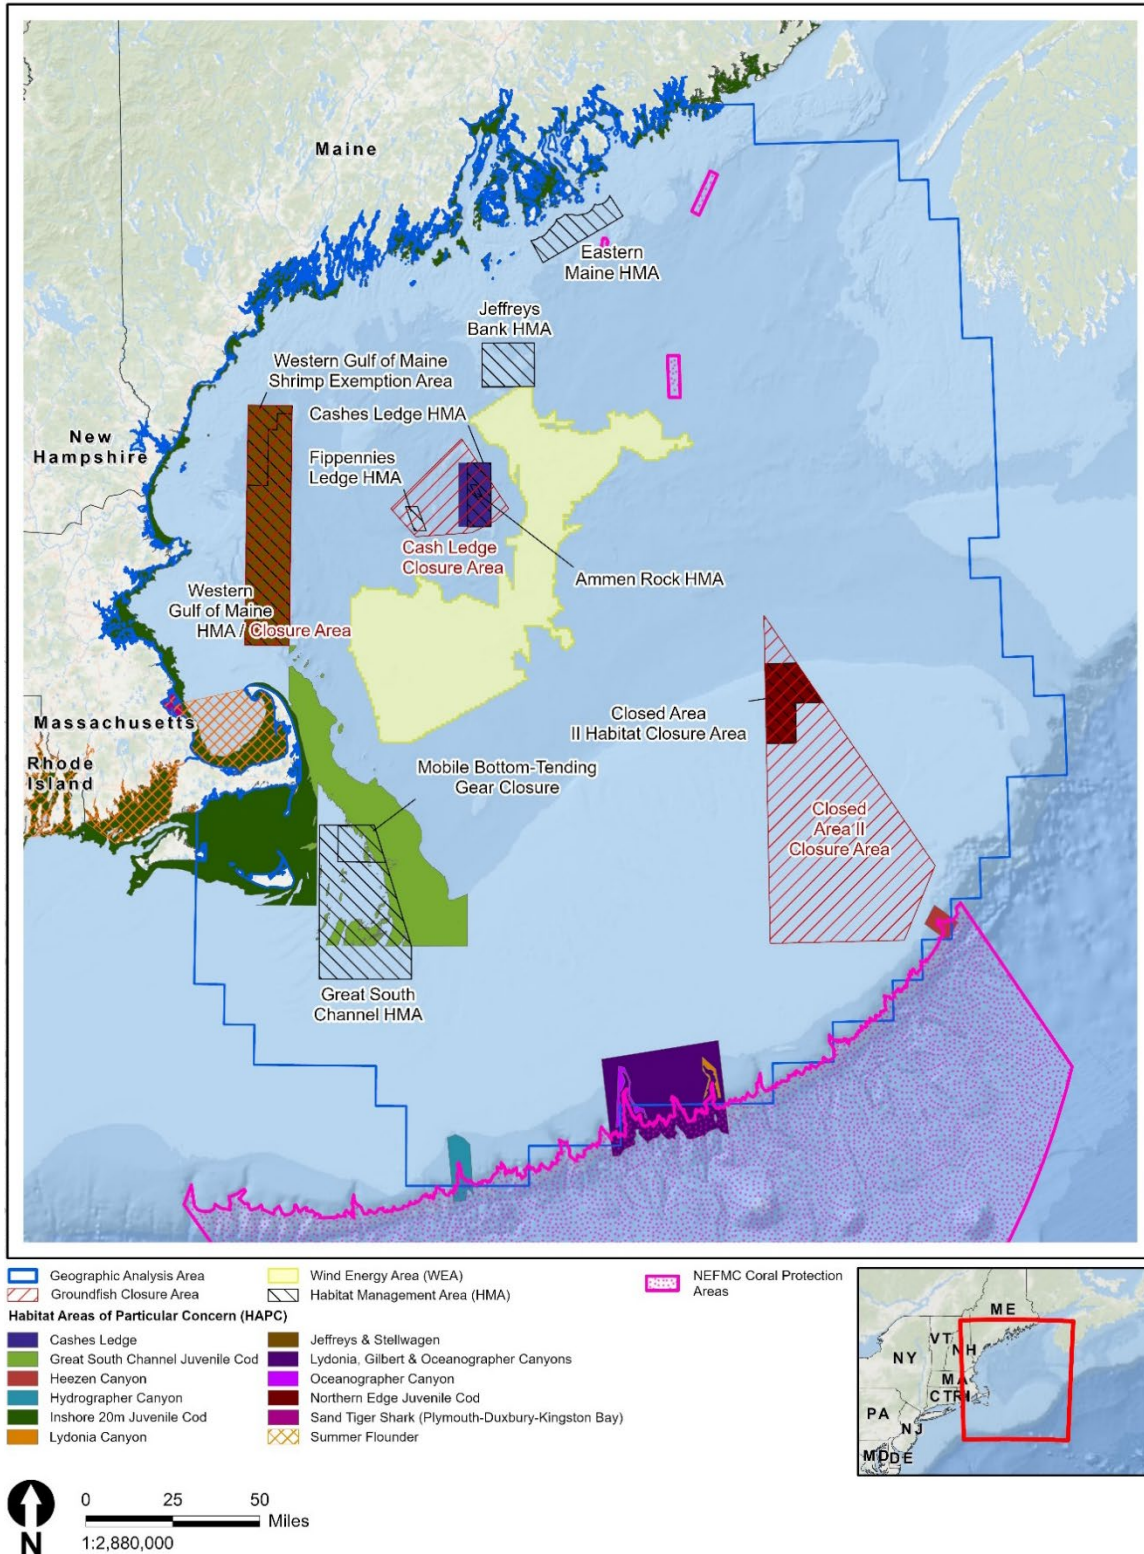 Maine
Eastern
Maine HMA
Jeffreys
Bank HMA
Western Gulf of Maine
Shrimp Exemption Area
Cashes Ledge HMA
New
Hampshire
Fippennies
Ledge HMA
Cash Ledge
Closure Area
Ammen Rock HMA
Western
Gulf of Maine
HMA / Closure Area
Massachusetts
Closed Area
II Habitat Closure Area
Rhode
Island
Mobile Bottom-Tending
Gear Closure
Closed
Area II
Closure Area
Great South
Channel HMA
Geographic Analysis Area
Groundfish Closure Area
Wind Energy Area (WEA)
Habitat Management Area (HMA)
NEFMC Coral Protection
Areas
Habitat Areas of Particular Concern (HAPC)
Cashes Ledge
Great South Channel Juvenile Cod
Heezen Canyon
Hydrographer Canyon
Inshore 20m Juvenile Cod
Lydonia Canyon
Jeffreys & Stellwagen
Lydonia, Gilbert & Oceanographer Canyons
Oceanographer Canyon
Northern Edge Juvenile Cod
Sand Tiger Shark (Plymouth-Duxbury-Kingston Bay)
Summer Flounder
ME
VT
NH
NY
MA
CT RI
PA
NJ
MD DE
N
0 25 50
Miles
1:2,880,000